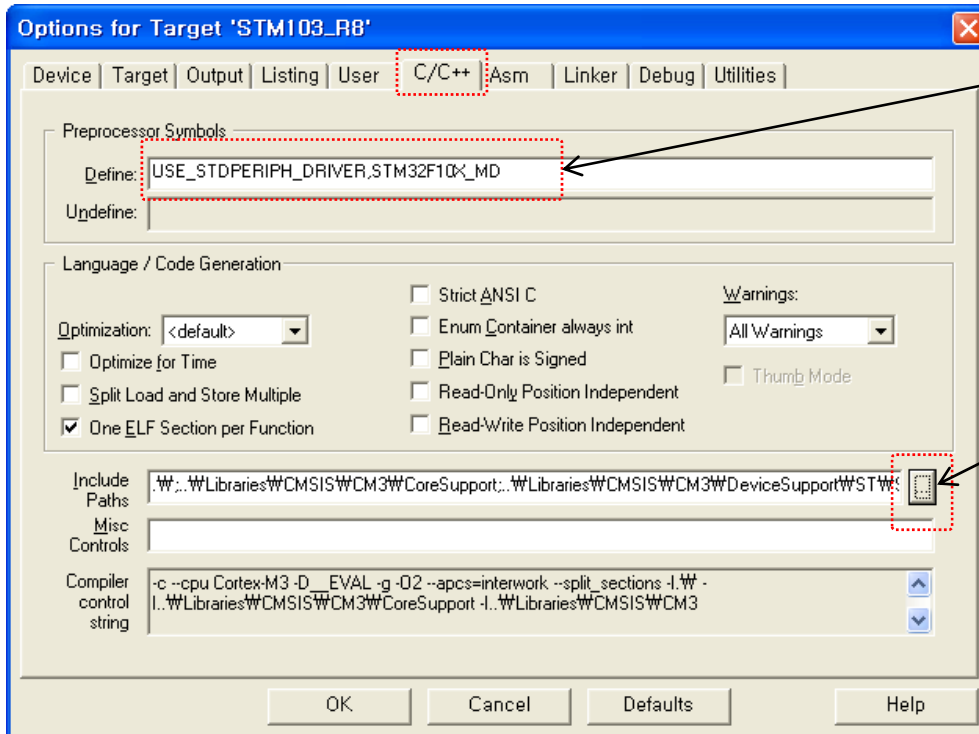 Options for Target 'STM103_R8'
Device Target Output Listing User C/C++ Asm Linker Debug Utilities
Preprocessor Symbols
Define: USE_STDPERIPH_DRIVER,STM32F10X_MD
Undefine:
Language / Code Generation
Strict ANSI C Warnings:
Optimization: <default> Enum Container always int All Warnings
Optimize for Time Plain Char is Signed
Thumb Mode
Split Load and Store Multiple Read-Only Position Independent
One ELF Section per Function Read-Write Position Independent
Include Paths .₩;..₩Libraries₩CMSIS₩CM3₩CoreSupport;..₩Libraries₩CMSIS₩CM3₩DeviceSupport₩ST₩S ...
Misc Controls
Compiler control string -c --cpu Cortex-M3 -D__EVAL -g -O2 --apcs=interwork --split_sections -I.₩ -
I..₩Libraries₩CMSIS₩CM3₩CoreSupport -I..₩Libraries₩CMSIS₩CM3
OK Cancel Defaults Help